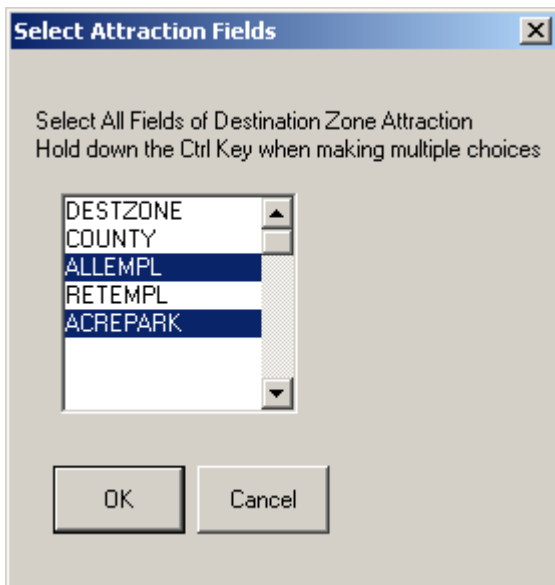 Select Attraction Fields
Select All Fields of Destination Zone Attraction
Hold down the Ctrl Key when making multiple choices
DESTZONE
COUNTY
ALLEMPL
RETEMPL
ACREPARK
OK
Cancel